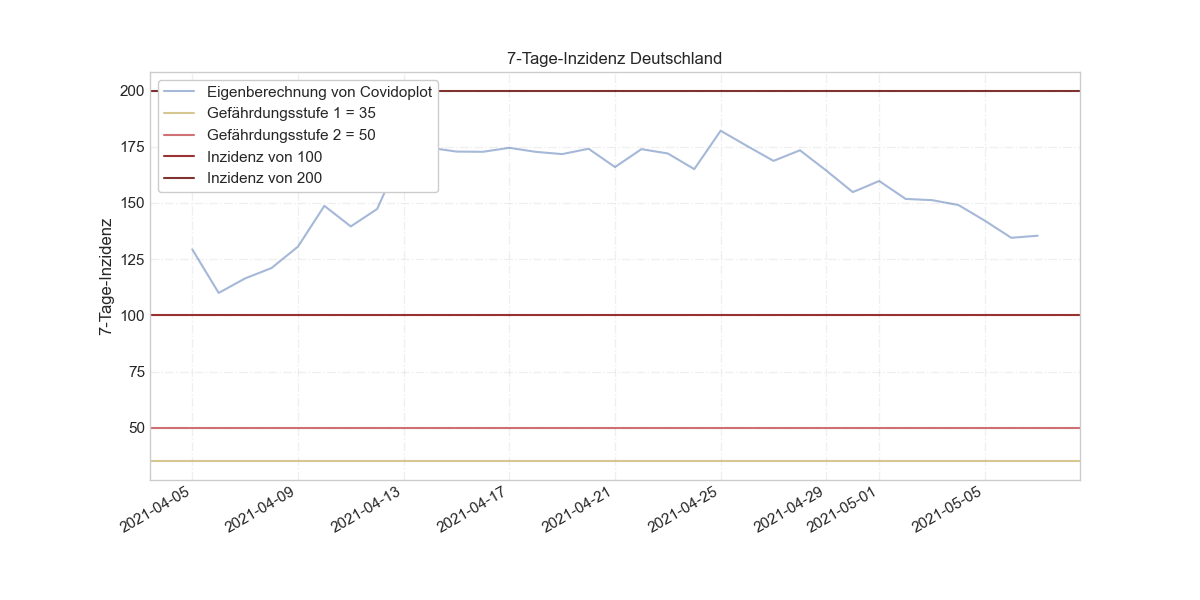 7-Tage-Inzidenz Deutschland
Eigenberechnung von Covidoplot
Gefährdungsstufe 1 = 35
Gefährdungsstufe 2 = 50
Inzidenz von 100
Inzidenz von 200
7-Tage-Inzidenz
200
175
150
125
100
75
50
2021-04-05
2021-04-09
2021-04-13
2021-04-17
2021-04-21
2021-04-25
2021-04-29
2021-05-01
2021-05-05